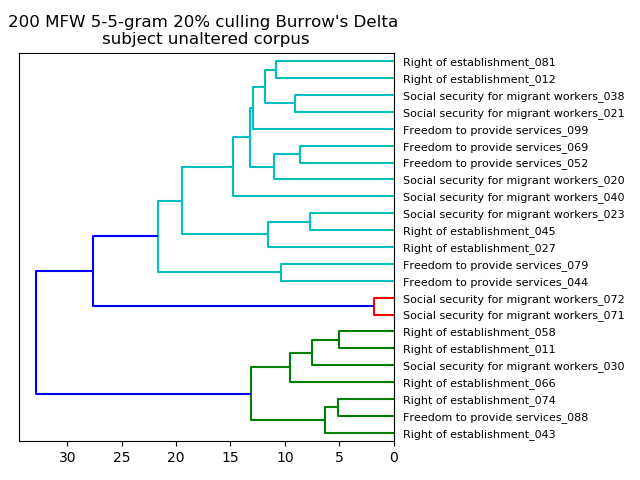 200 MFW 5-5-gram 20% culling Burrow's Delta
subject unaltered corpus
Right of establishment_081
Right of establishment_012
Social security for migrant workers_038
Social security for migrant workers_021
Freedom to provide services_099
Freedom to provide services_069
Freedom to provide services_052
Social security for migrant workers_020
Social security for migrant workers_040
Social security for migrant workers_023
Right of establishment_045
Right of establishment_027
Freedom to provide services_079
Freedom to provide services_044
Social security for migrant workers_072
Social security for migrant workers_071
Right of establishment_058
Right of establishment_011
Social security for migrant workers_030
Right of establishment_066
Right of establishment_074
Freedom to provide services_088
Right of establishment_043
30 25 20 15 10 5 0